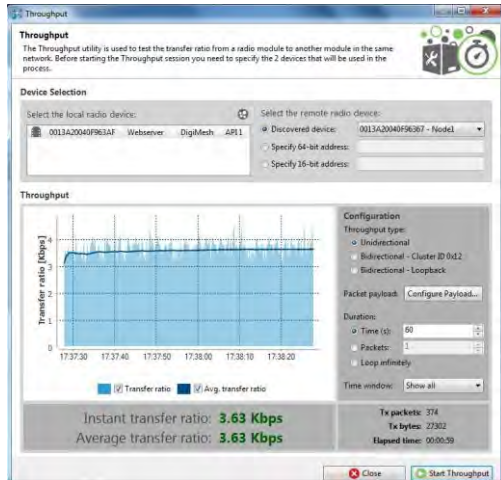 Throughput
Throughput
The Throughput utility is used to test the transfer ratio from a radio module to another module in the same
network. Before starting the Throughput session you need to specify the 2 devices that will be used in the
process.
Device Selection
Select the local radio device:
0013A20040F963AF Webserver DigiMesh API 1
Select the remote radio device:
Discovered device: 0013A20040F96367 - Node1
Specify 64-bit address:
Specify 16-bit address:
Throughput
Transfer ratio [Kbps]
4
3
2
1
0
17:37:30 17:37:40 17:37:50 17:38:00 17:38:10 17:38:20
Transfer ratio Avg. transfer ratio
Configuration
Throughput type:
Unidirectional
Bidirectional - Cluster ID 0x12
Bidirectional - Loopback
Packet payload: Configure Payload...
Duration:
Time (s): 60
Packets: 1
Loop infinitely
Time window: Show all
Instant transfer ratio: 3.63 Kbps
Average transfer ratio: 3.63 Kbps
Tx packets: 374
Tx bytes: 27302
Elapsed time: 00:00:59
Close Start Throughput